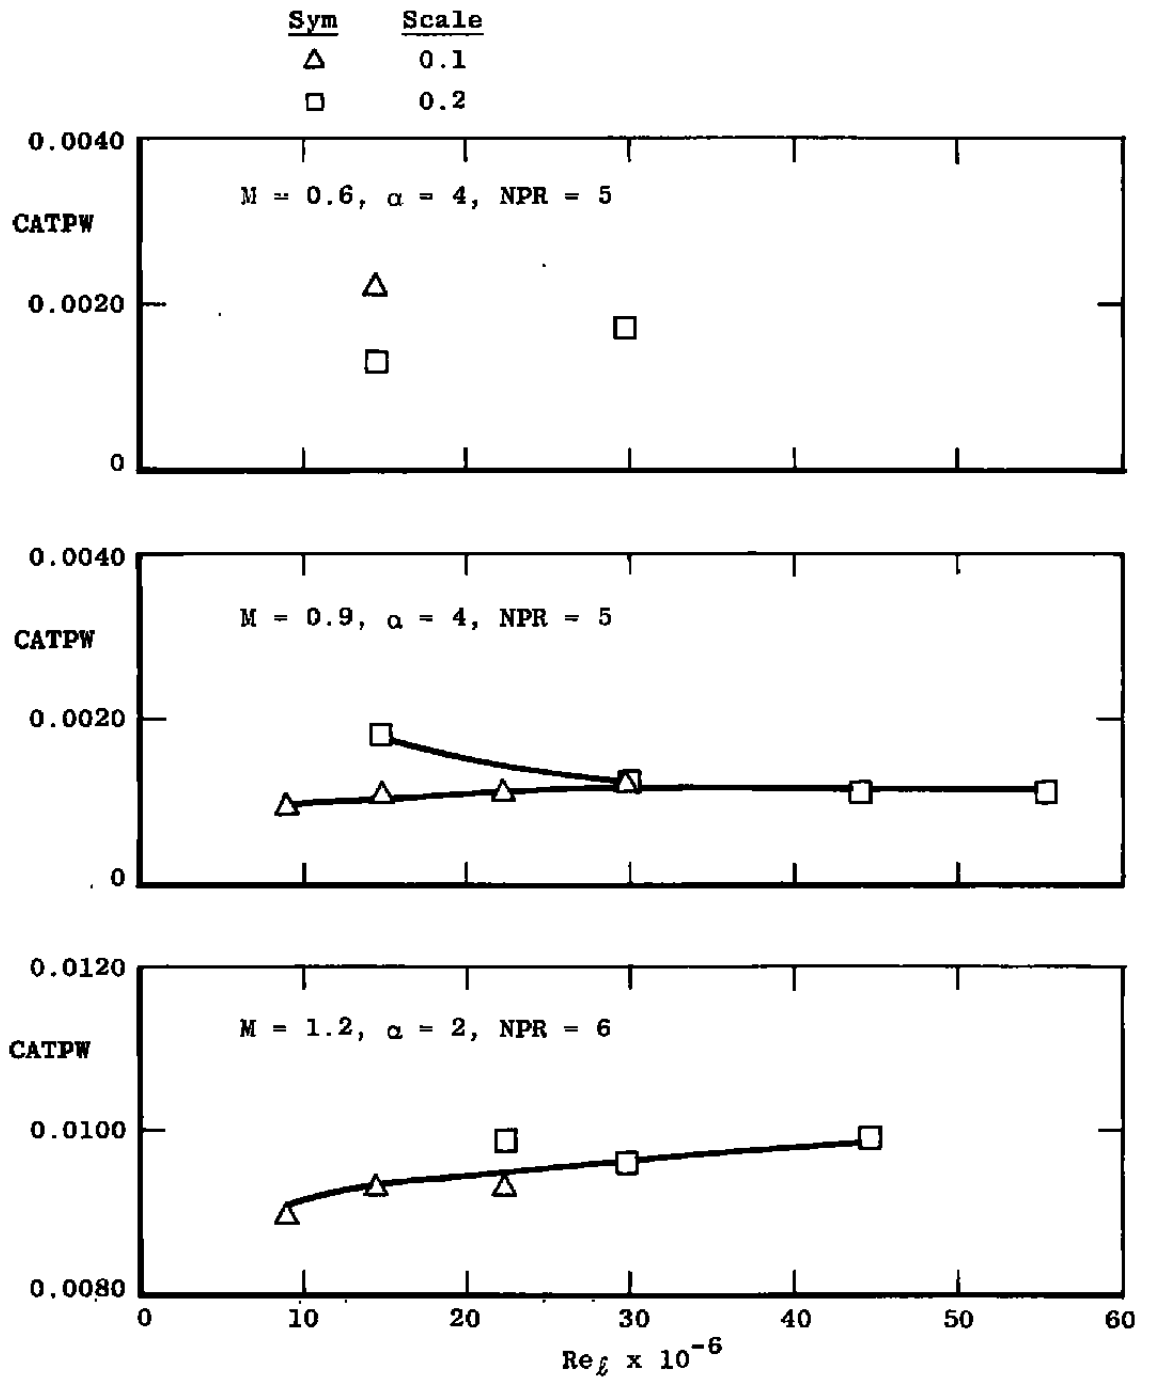 Sym Scale
△ 0.1
□ 0.2
0.0040
M = 0.6, α = 4, NPR = 5
CATPW
0.0020
0
0.0040
M = 0.9, α = 4, NPR = 5
CATPW
0.0020
0
0.0120
M = 1.2, α = 2, NPR = 6
CATPW
0.0100
0.0080
0 10 20 30 40 50 60
Reℓ x 10⁻⁶